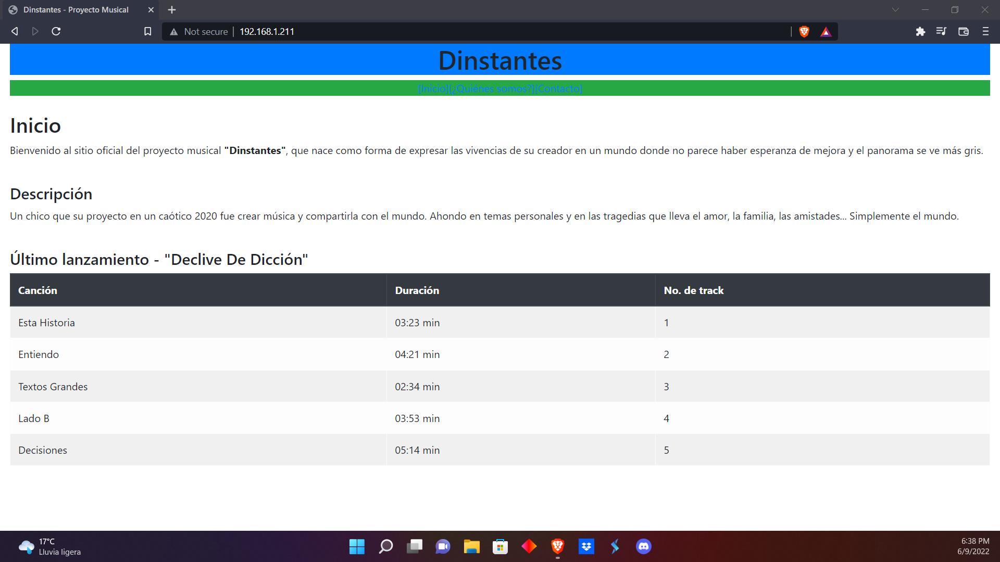 Dinstantes - Proyecto Musical
Not secure | 192.168.1.211
Dinstantes
[Inicio][¿Quiénes somos?][Contacto]
Inicio
Bienvenido al sitio oficial del proyecto musical "Dinstantes", que nace como forma de expresar las vivencias de su creador en un mundo donde no parece haber esperanza de mejora y el panorama se ve más gris.
Descripción
Un chico que su proyecto en un caótico 2020 fue crear música y compartirla con el mundo. Ahondo en temas personales y en las tragedias que lleva el amor, la familia, las amistades... Simplemente el mundo.
Último lanzamiento - "Declive De Dicción"
Canción Duración No. de track
Esta Historia 03:23 min 1
Entiendo 04:21 min 2
Textos Grandes 02:34 min 3
Lado B 03:53 min 4
Decisiones 05:14 min 5
17°C
Lluvia ligera
6:38 PM
6/9/2022